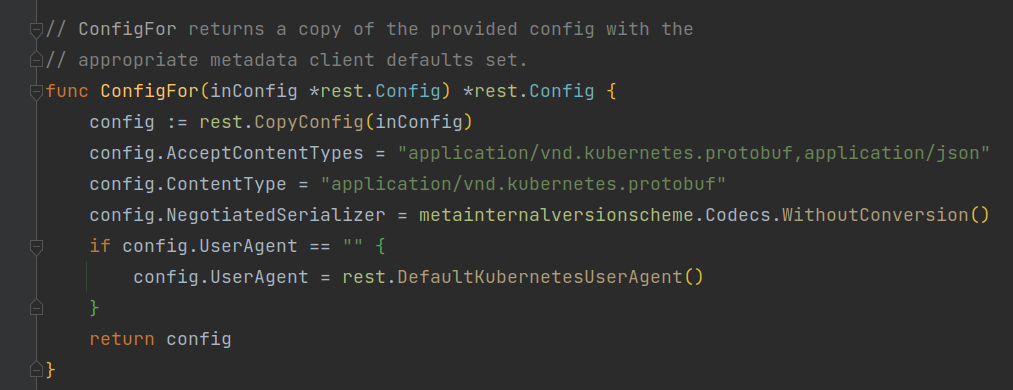 // ConfigFor returns a copy of the provided config with the
// appropriate metadata client defaults set.
func ConfigFor(inConfig *rest.Config) *rest.Config {
    config := rest.CopyConfig(inConfig)
    config.AcceptContentTypes = "application/vnd.kubernetes.protobuf,application/json"
    config.ContentType = "application/vnd.kubernetes.protobuf"
    config.NegotiatedSerializer = metainternalversionscheme.Codecs.WithoutConversion()
    if config.UserAgent == "" {
        config.UserAgent = rest.DefaultKubernetesUserAgent()
    }
    return config
}